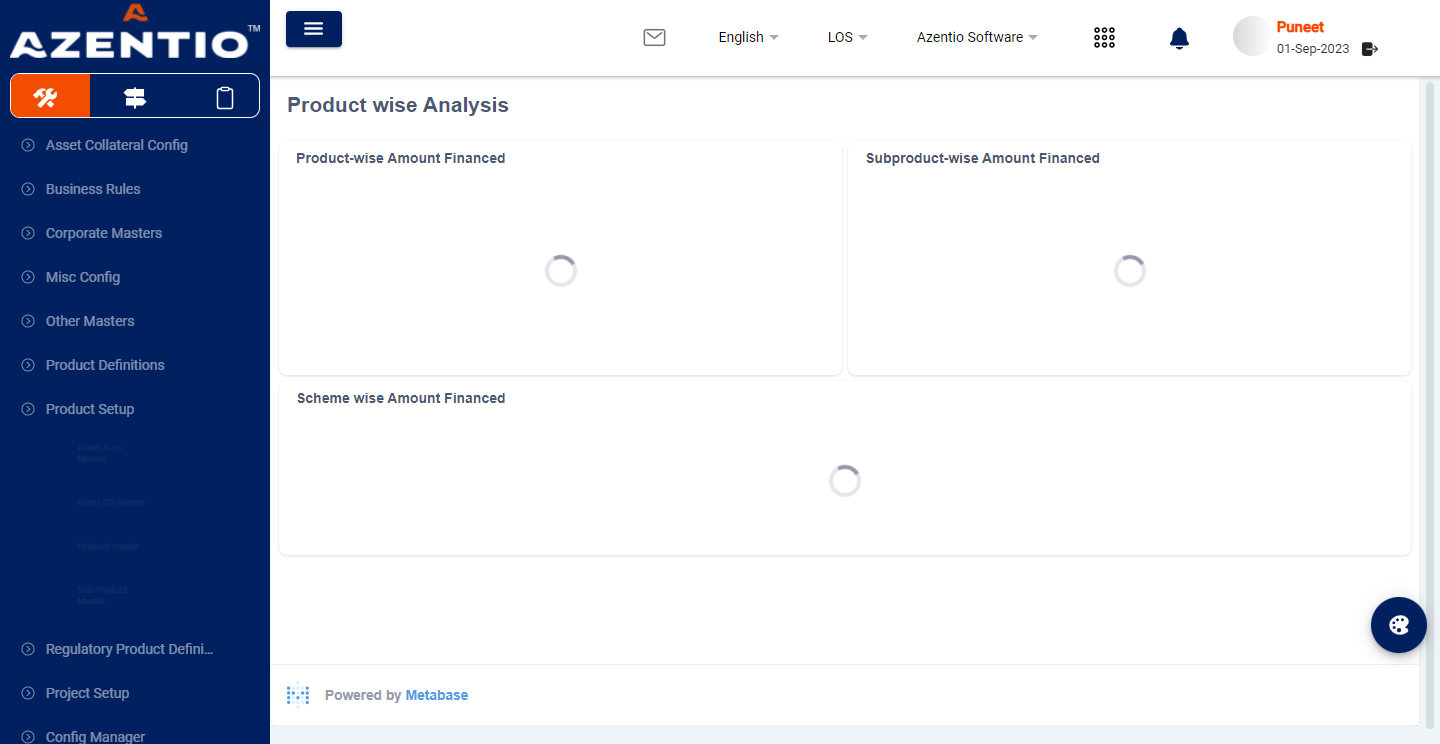 AZENTIO™
English
LOS
Azentio Software
Puneet
01-Sep-2023
Asset Collateral Config
Business Rules
Corporate Masters
Misc Config
Other Masters
Product Definitions
Product Setup
Asset Auto
Master
Asset CD Master
Product master
Sub Product
Master
Regulatory Product Defini...
Project Setup
Config Manager
Product wise Analysis
Product-wise Amount Financed
Subproduct-wise Amount Financed
Scheme wise Amount Financed
Powered by Metabase